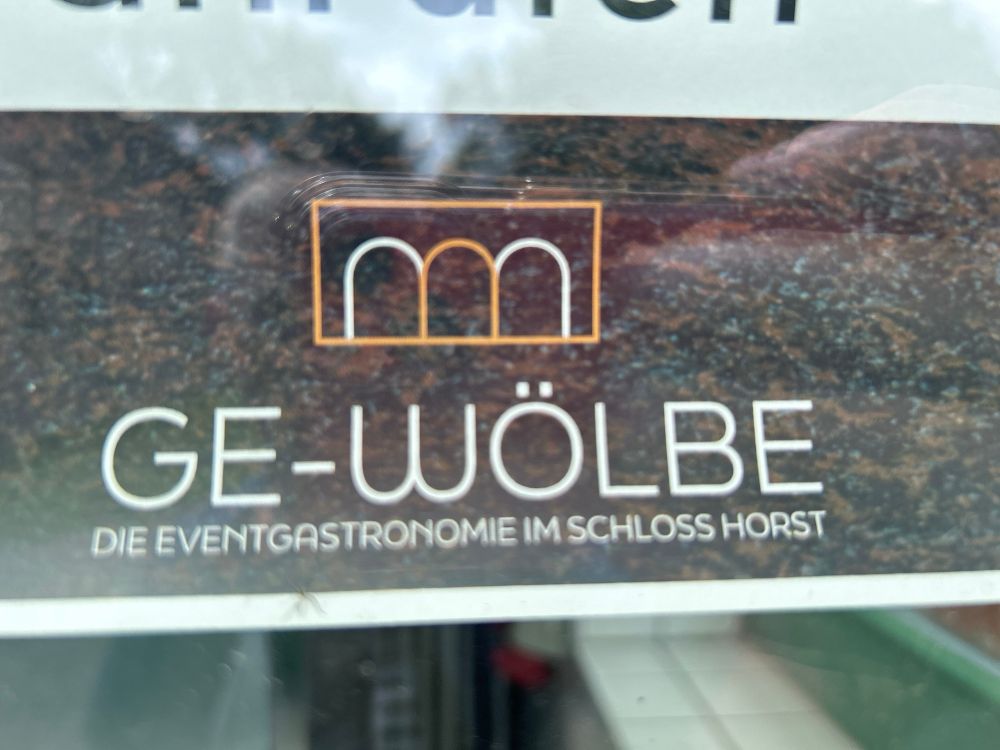 GE-WÖLBE
DIE EVENTGASTRONOMIE IM SCHLOSS HORST